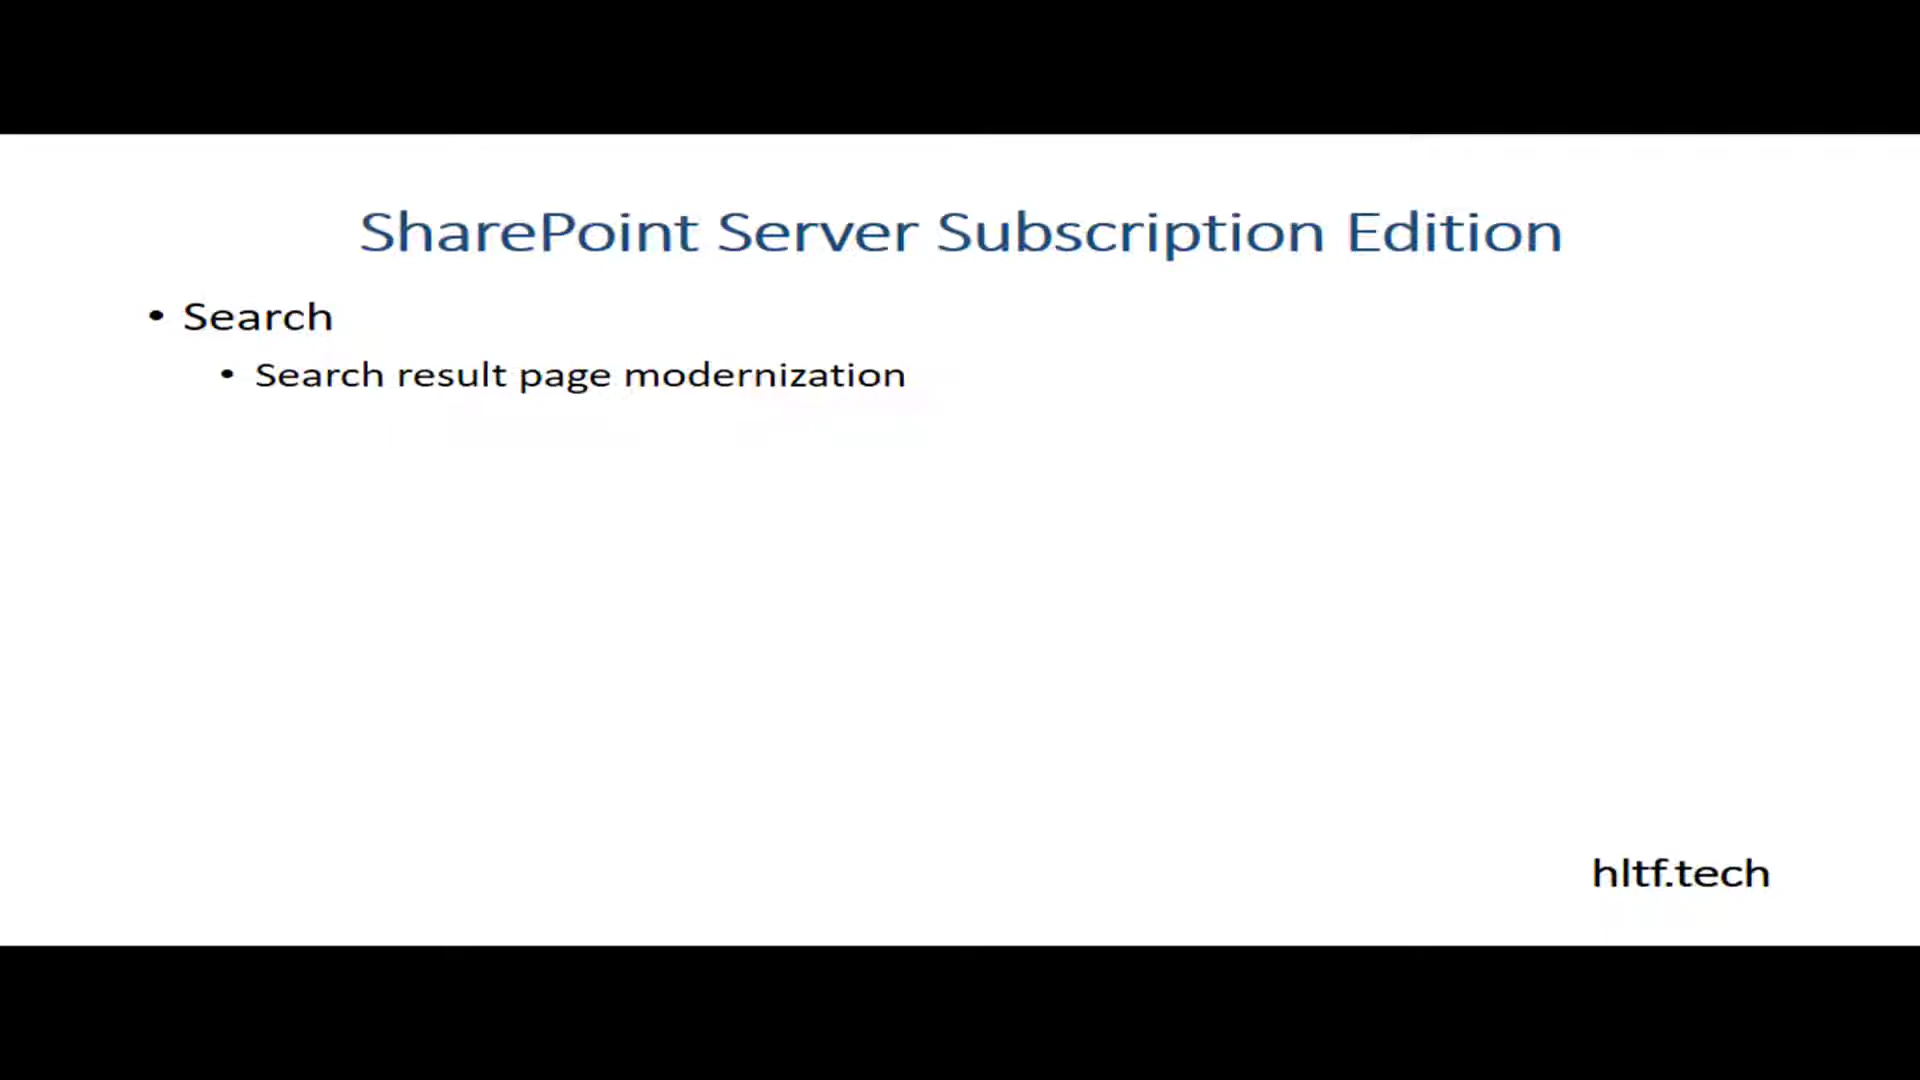 SharePoint Server Subscription Edition
• Search
• Search result page modernization
hltf.tech